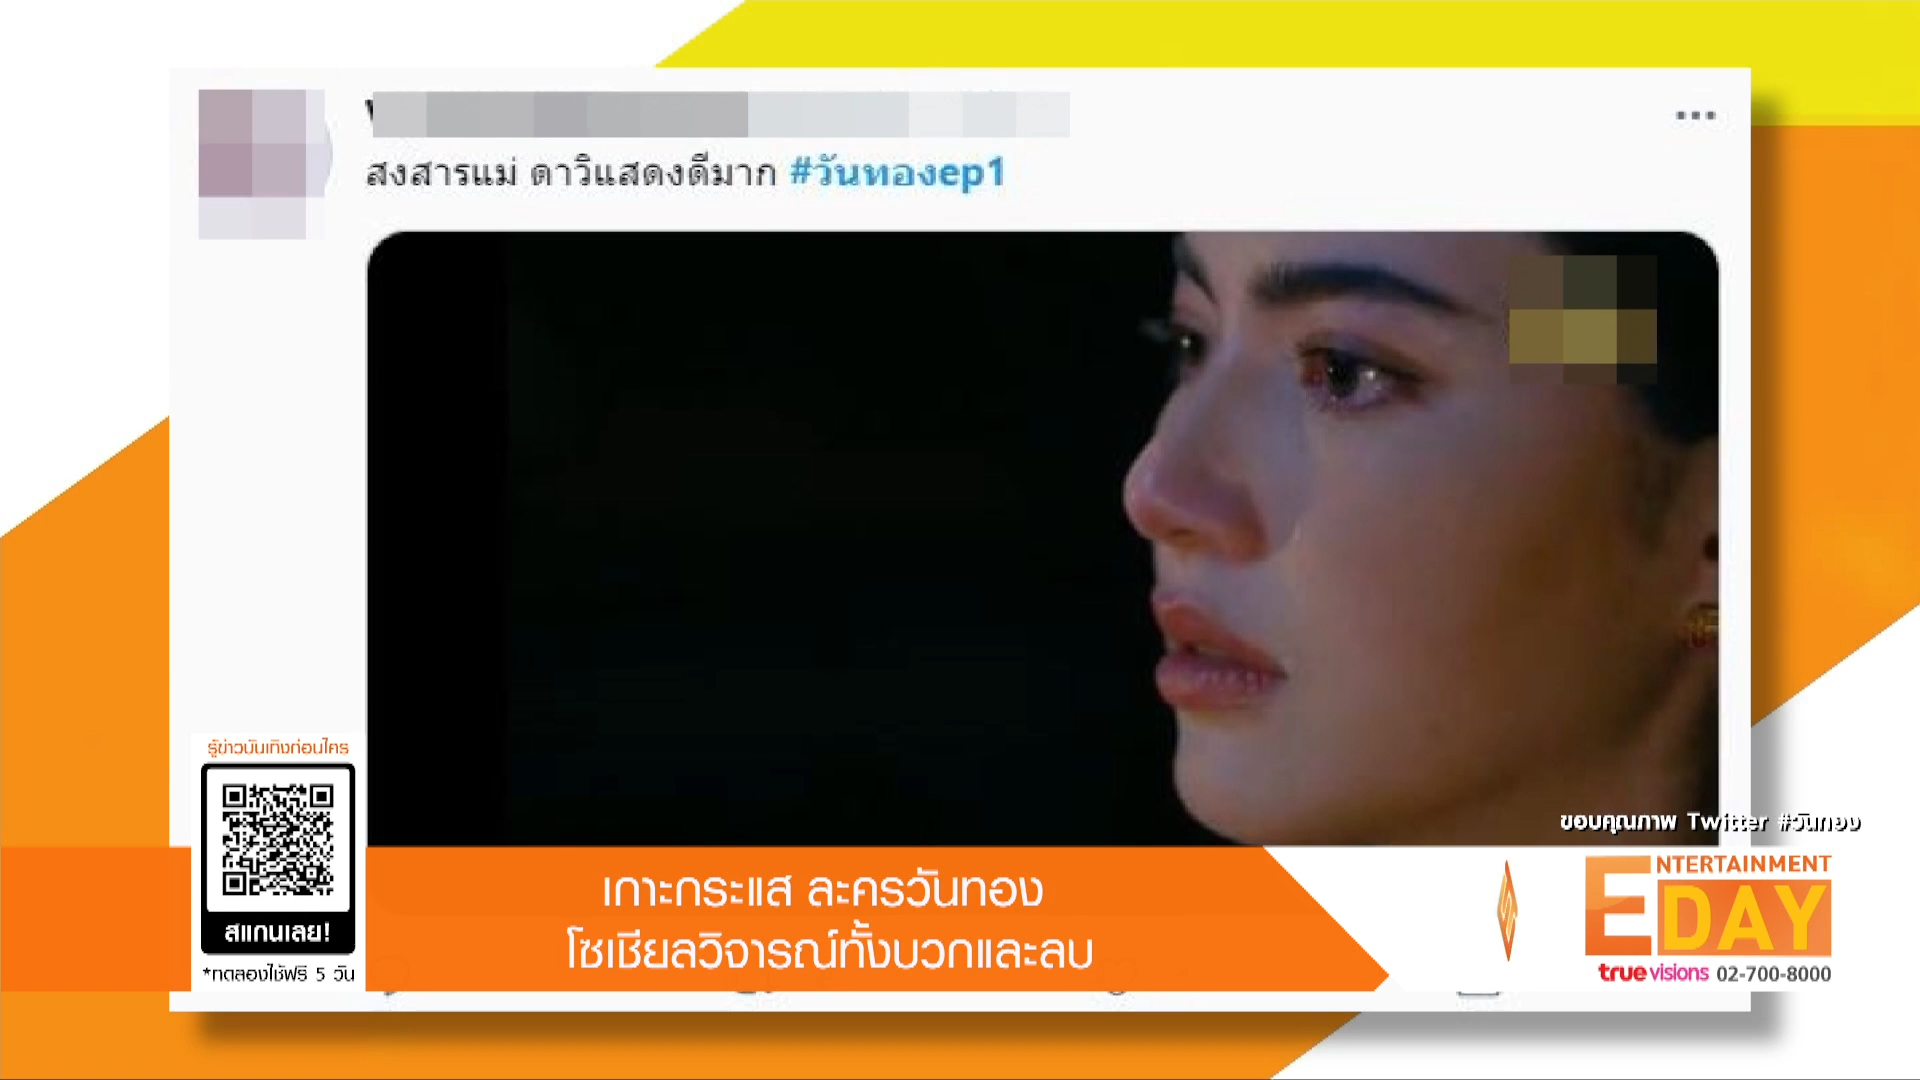 สงสารแม่ ดาวิแสดงดีมาก #วันทองep1
รู้ข่าวบันเทิงก่อนใคร
สแกนเลย!
*ทดลองใช้ฟรี 5 วัน
เกาะกระแส ละครวันทอง
โซเชียลวิจารณ์ทั้งบวกและลบ
ขอบคุณภาพ Twitter #วันทอง
ENTERTAINMENT
DAY
truevisions 02-700-8000